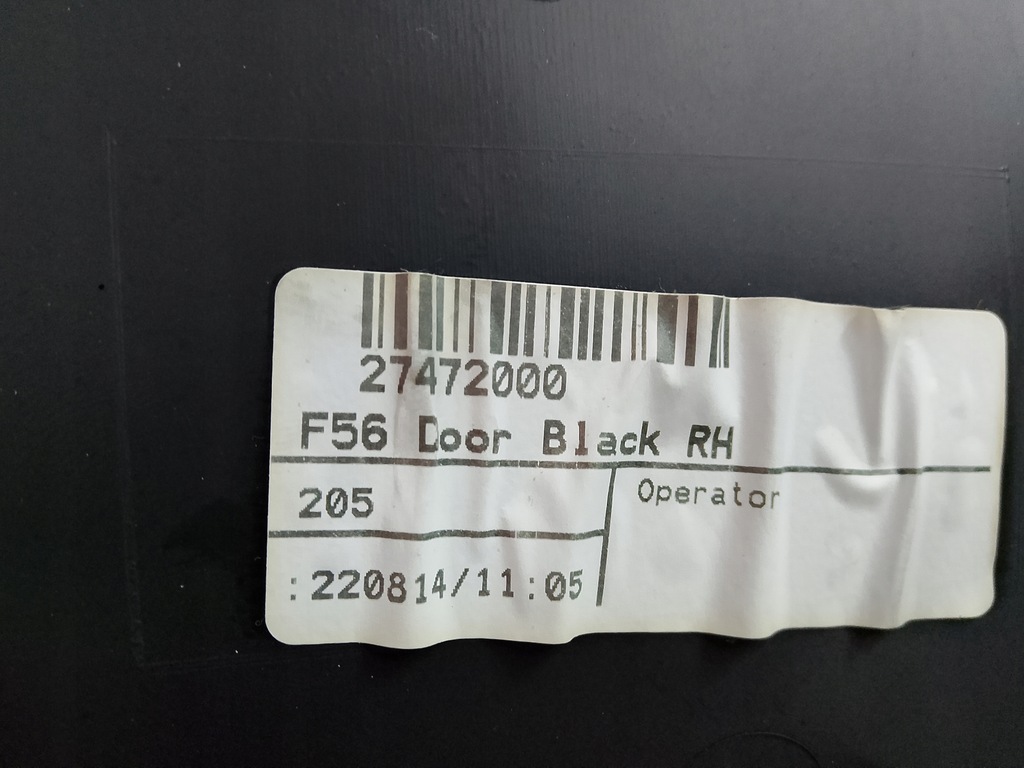 27472000
F56 Door Black RH
205
Operator
:220814/11:05